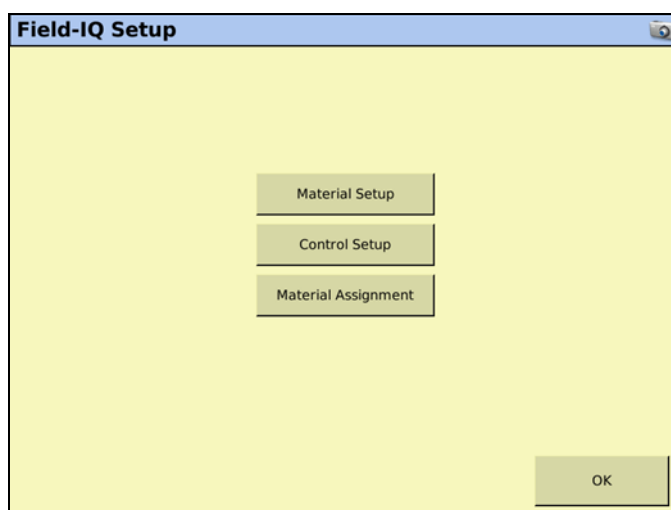 Field-IQ Setup
Material Setup
Control Setup
Material Assignment
OK